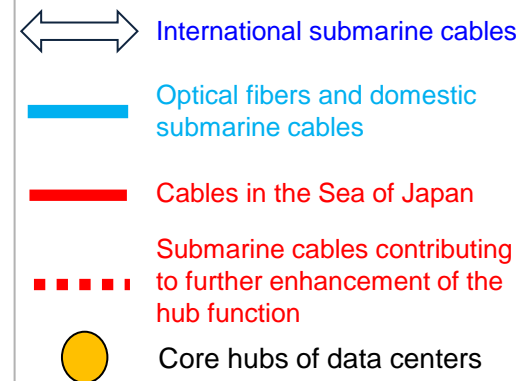 International submarine cables
Optical fibers and domestic
submarine cables
Cables in the Sea of Japan
Submarine cables contributing
to further enhancement of the
hub function
Core hubs of data centers